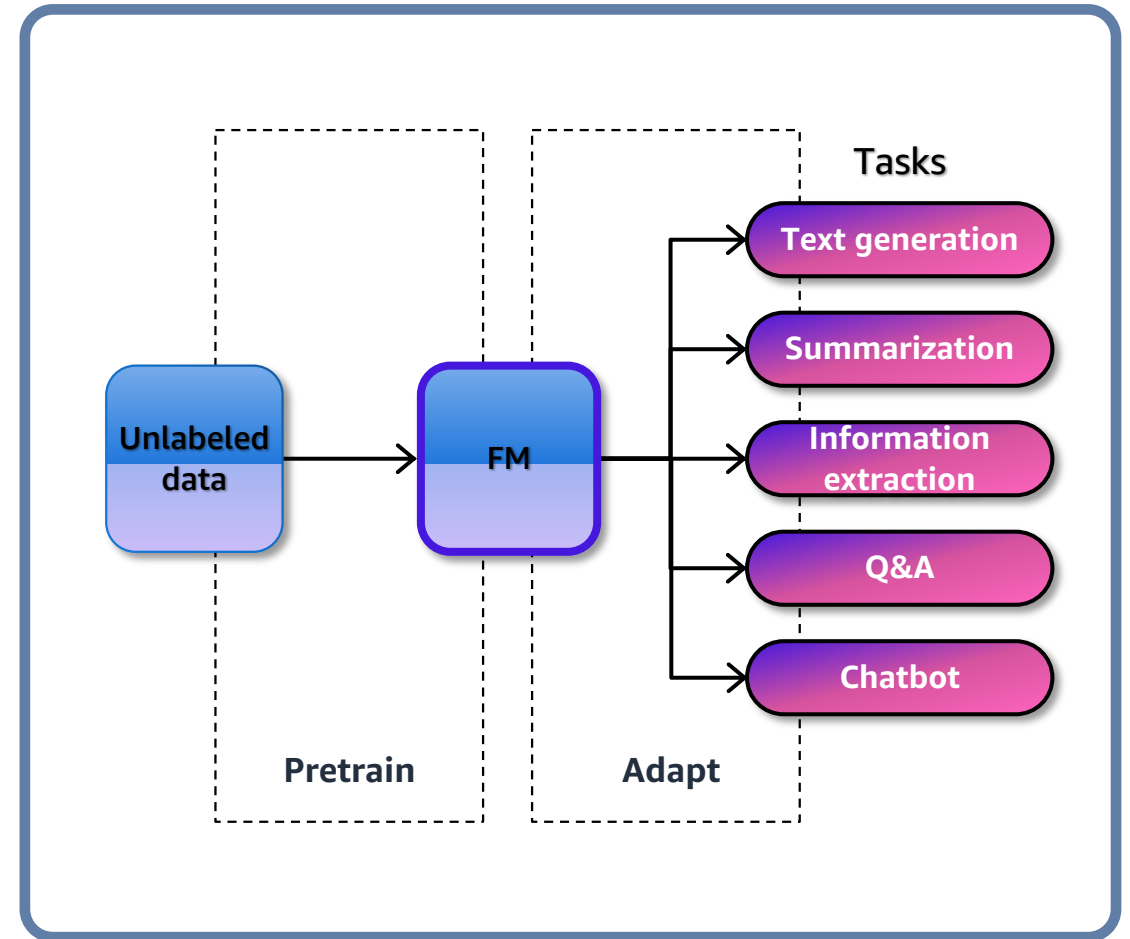 Tasks
Text generation
Summarization
Unlabeled
data
FM
Information
extraction
Q&A
Chatbot
Pretrain
Adapt